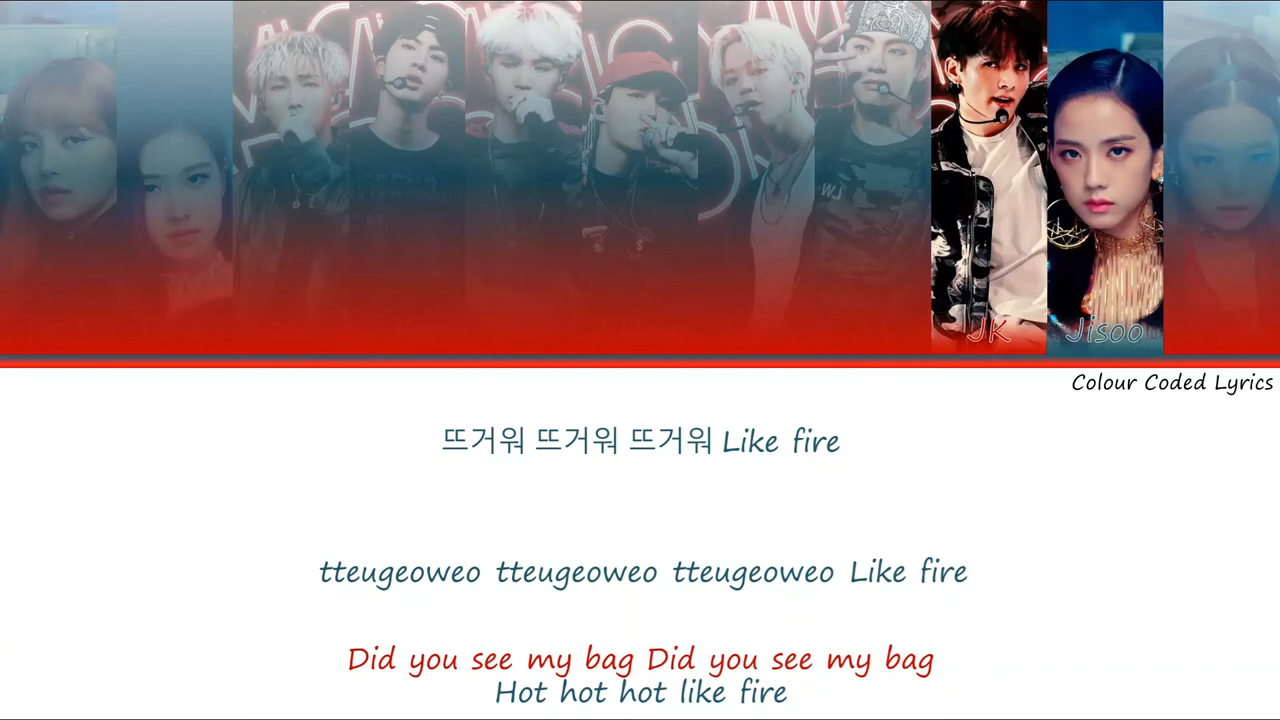 JK
Jisoo
Colour Coded Lyrics
뜨거워 뜨거워 뜨거워 Like fire
tteugeoweo tteugeoweo tteugeoweo Like fire
Did you see my bag Did you see my bag
Hot hot hot like fire